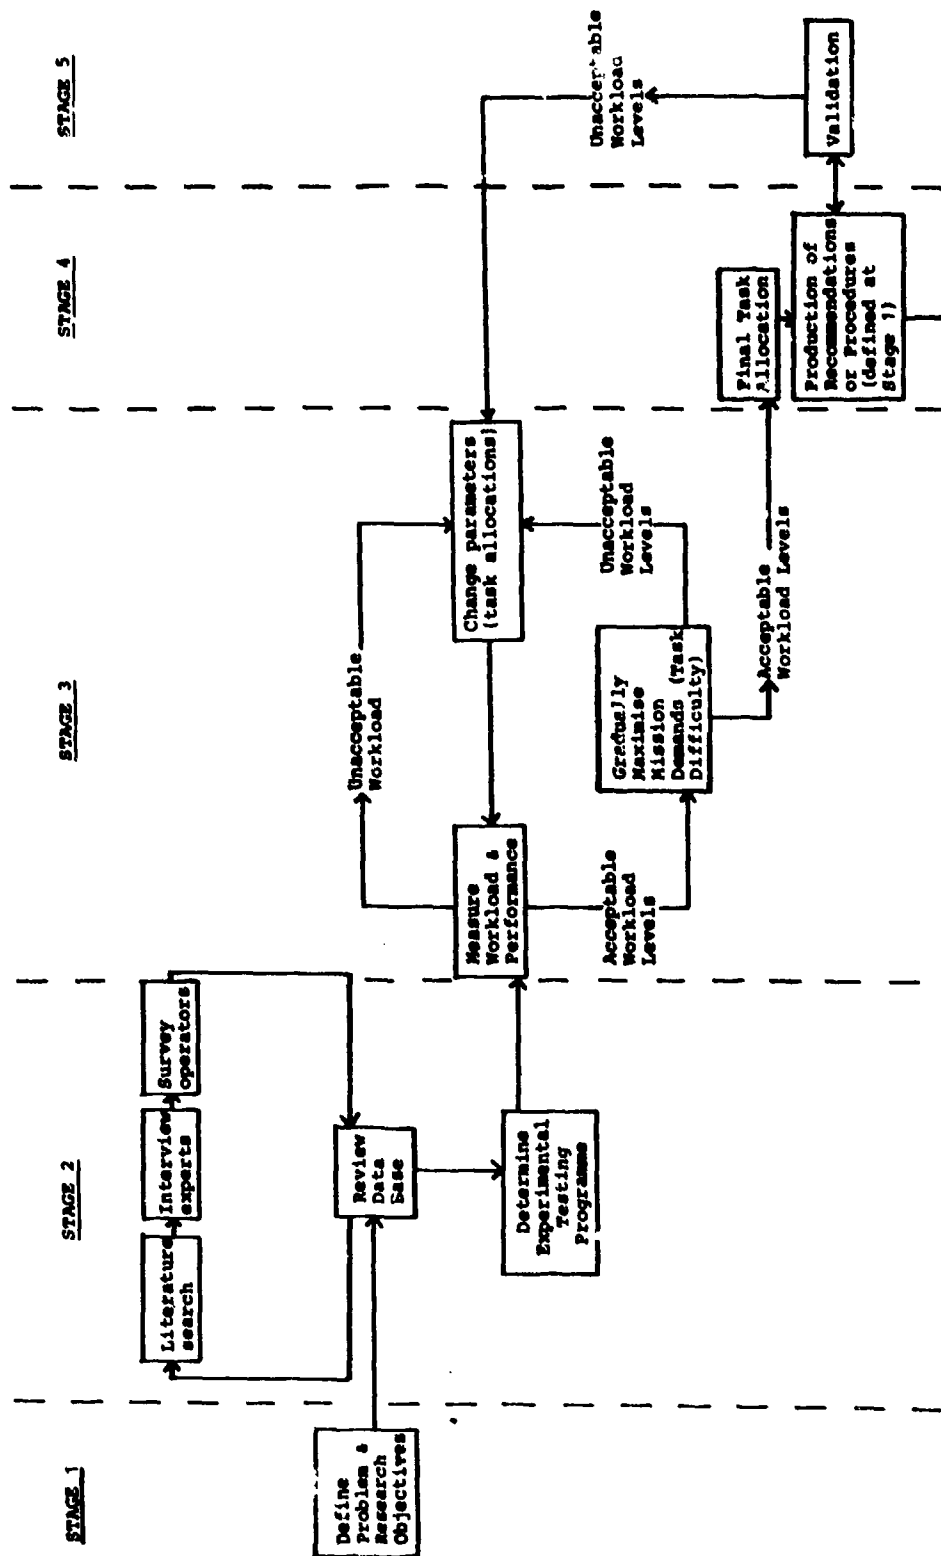 STAGE 1
STAGE 2
STAGE 3
STAGE 4
STAGE 5
Define
Problem &
Research
Objectives
Literature
search
Interview
experts
Survey
operators
Review
Data
Base
Determine
Experimental
Testing
Programme
Measure
Workload &
Performance
Unacceptable
Workload
Acceptable
Workload
Levels
Change parameters
(task allocations)
Gradually
Maximise
Mission
Demands (Task
Difficulty)
Unacceptable
Workload
Levels
Acceptable
Workload Levels
Final Task
Allocation
Production of
Recommendations
or Procedures
(defined at
Stage 1)
Unacceptable
Workload
Levels
Validation